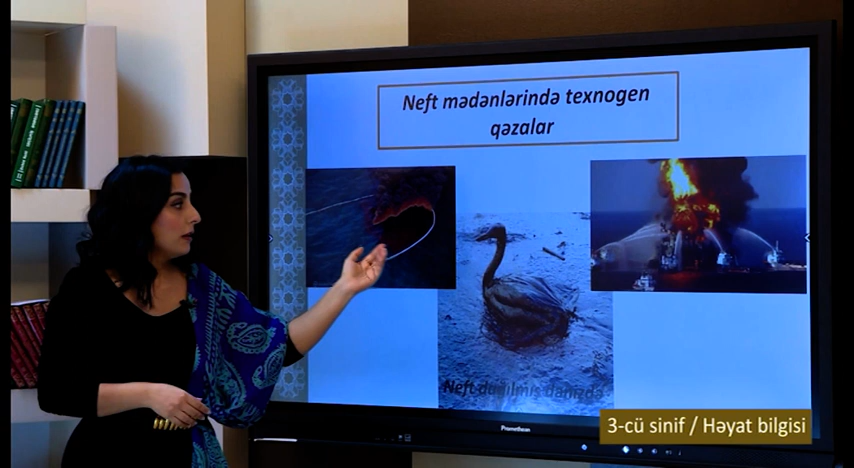 Neft mədənlərində texnogen
qəzalar
Neft dağılmış dənizdə
Promethean
3-cü sinif / Həyat bilgisi